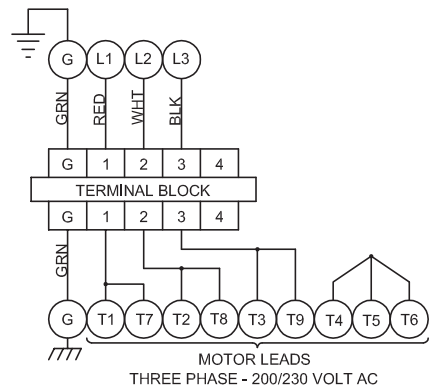 G L1 L2 L3
GRN RED WHT BLK
G 1 2 3 4
TERMINAL BLOCK
G 1 2 3 4
GRN
G T1 T7 T2 T8 T3 T9 T4 T5 T6
MOTOR LEADS
THREE PHASE - 200/230 VOLT AC